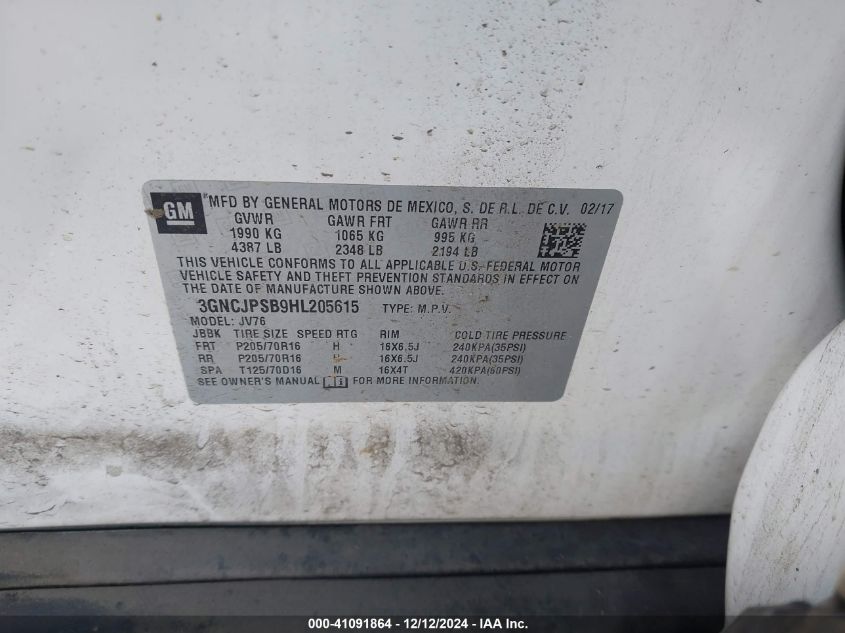 GM
MFD BY GENERAL MOTORS DE MEXICO, S. DE R.L. DE C.V. 02/17
GVWR GAWR FRT GAWR RR
1990 KG 1065 KG 995 KG
4387 LB 2348 LB 2194 LB
THIS VEHICLE CONFORMS TO ALL APPLICABLE U.S. FEDERAL MOTOR
VEHICLE SAFETY AND THEFT PREVENTION STANDARDS IN EFFECT ON
THE DATE OF MANUFACTURE SHOWN ABOVE.
3GNCJPSB9HL205615 TYPE: M.P.V.
MODEL: JV76
JBBK TIRE SIZE SPEED RTG RIM COLD TIRE PRESSURE
FRT P205/70R16 H 16X6.5J 240KPA(35PSI)
RR P205/70R16 H 16X6.5J 240KPA(35PSI)
SPA T125/70D16 M 16X4T 420KPA(60PSI)
SEE OWNER'S MANUAL FOR MORE INFORMATION.
000-41091864 - 12/12/2024 - IAA Inc.